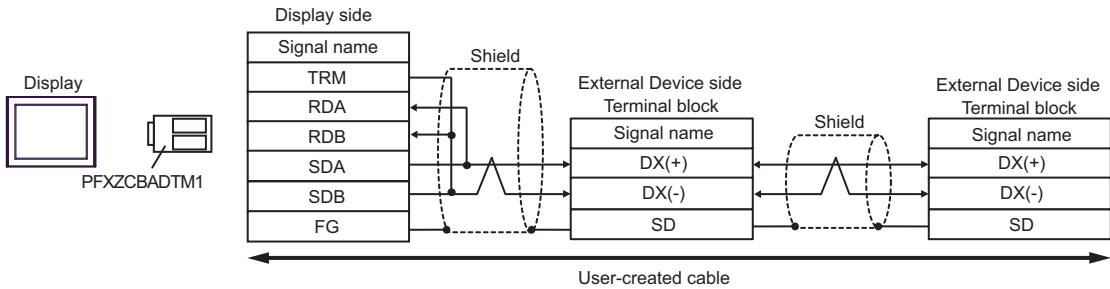 Display side
Signal name
TRM
RDA
RDB
SDA
SDB
FG
Shield
Display
PFXZCBADTM1
External Device side
Terminal block
Signal name
DX(+)
DX(-)
SD
Shield
External Device side
Terminal block
Signal name
DX(+)
DX(-)
SD
User-created cable